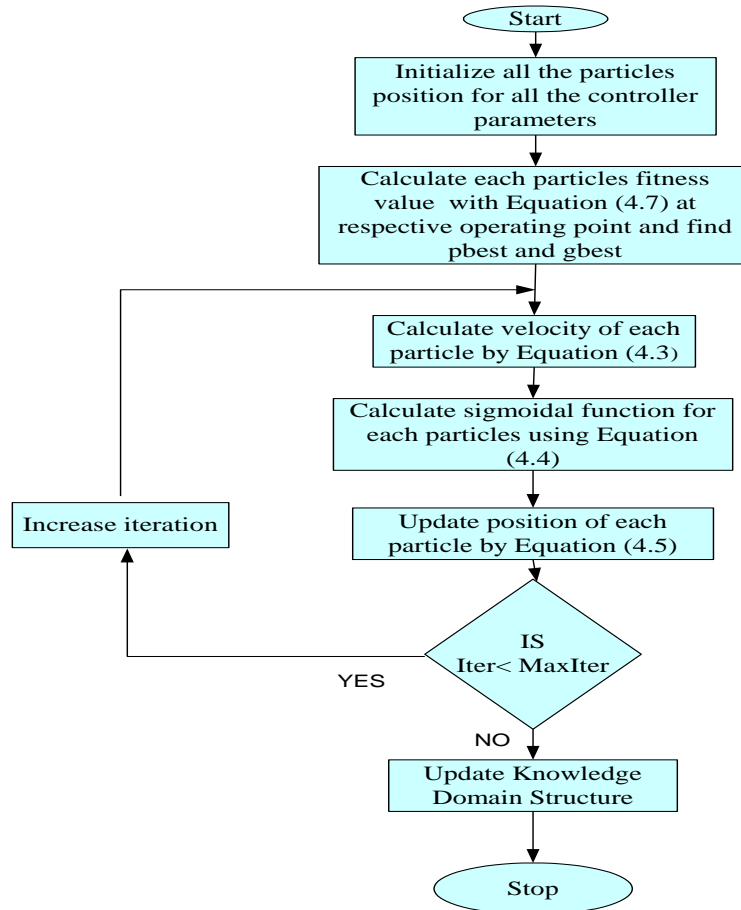 Start
Initialize all the particles
position for all the controller
parameters
Calculate each particles fitness
value with Equation (4.7) at
respective operating point and find
pbest and gbest
Calculate velocity of each
particle by Equation (4.3)
Calculate sigmoidal function for
each particles using Equation
(4.4)
Increase iteration
Update position of each
particle by Equation (4.5)
IS
Iter< MaxIter
YES
NO
Update Knowledge
Domain Structure
Stop